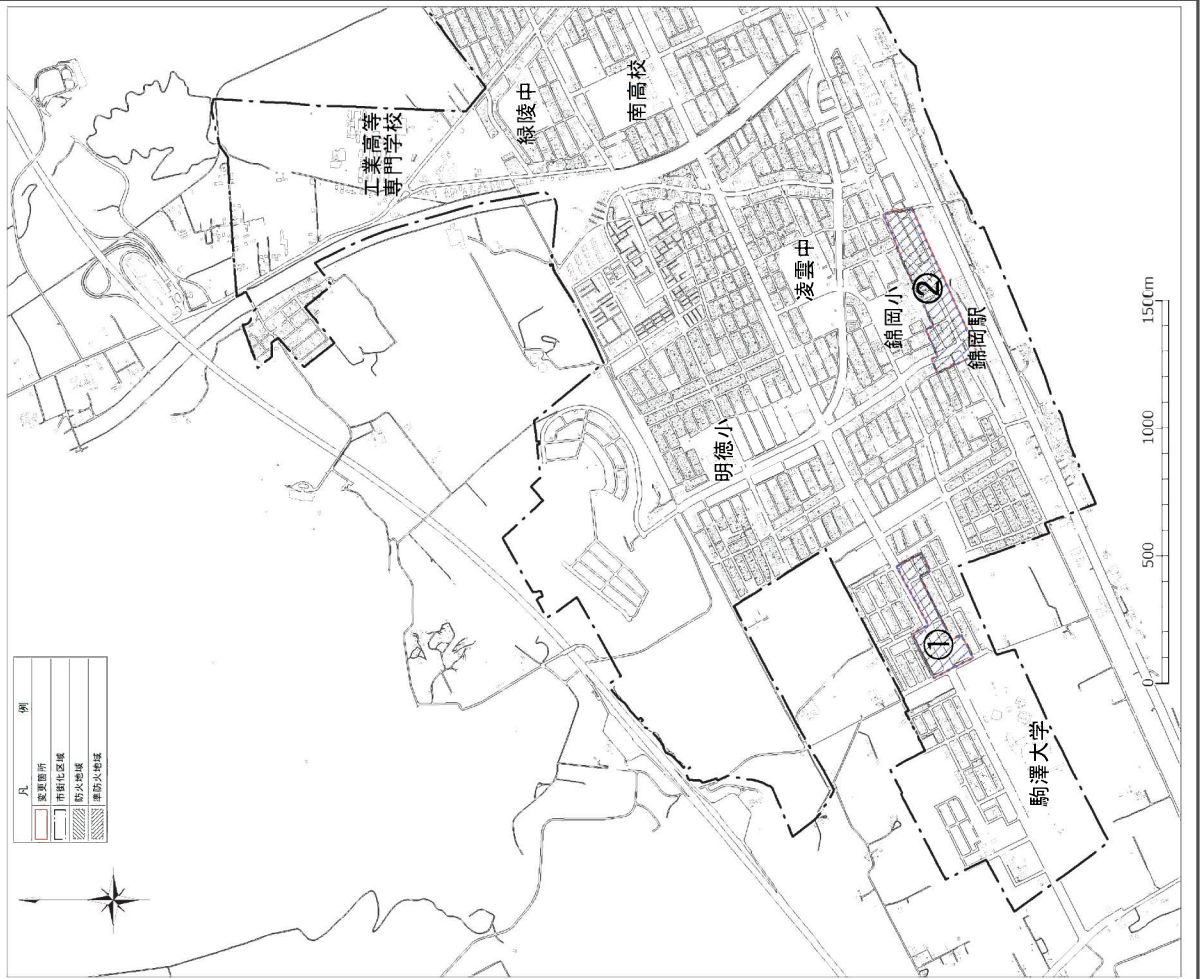 凡 例
変更箇所
市街化区域
防火地域
準防火地域
工業高等
専門学校
緑陵中
南高校
凌雲中
明徳小
錦岡小
②
錦岡駅
①
駒澤大学
0 500 1000 1500m